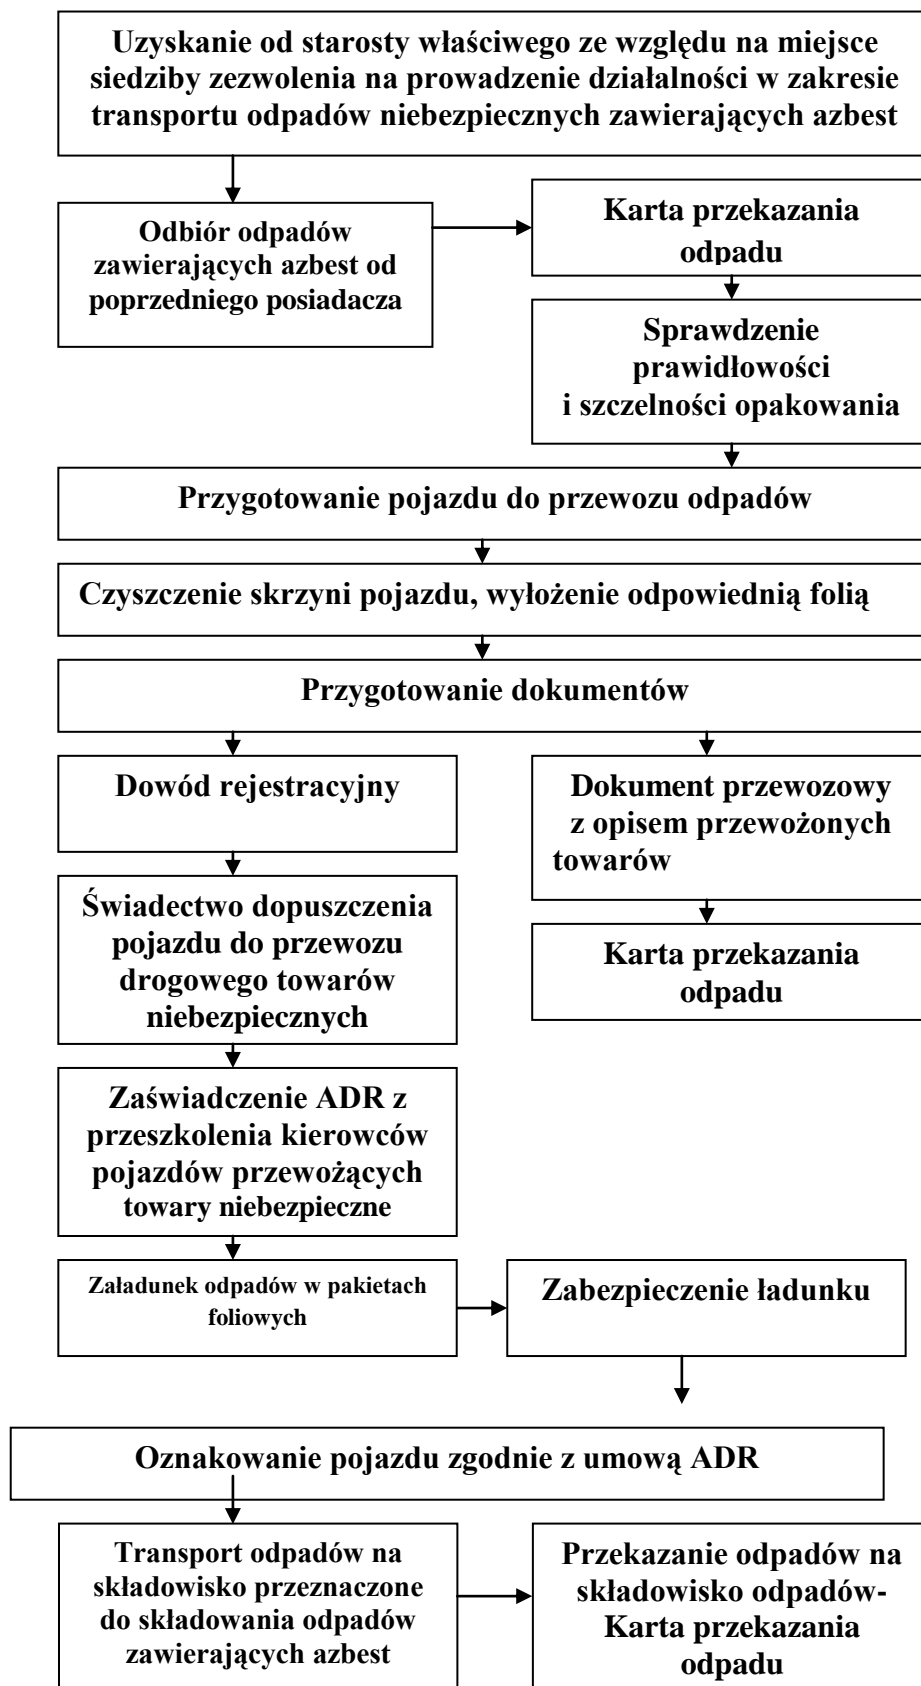 Uzyskanie od starosty właściwego ze względu na miejsce
siedziby zezwolenia na prowadzenie działalności w zakresie
transportu odpadów niebezpiecznych zawierających azbest
Odbiór odpadów
zawierających azbest od
poprzedniego posiadacza
Karta przekazania
odpadu
Sprawdzenie
prawidłowości
i szczelności opakowania
Przygotowanie pojazdu do przewozu odpadów
Czyszczenie skrzyni pojazdu, wyłożenie odpowiednią folią
Przygotowanie dokumentów
Dowód rejestracyjny
Dokument przewozowy
z opisem przewożonych
towarów
Świadectwo dopuszczenia
pojazdu do przewozu
drogowego towarów
niebezpiecznych
Karta przekazania
odpadu
Zaświadczenie ADR z
przeszkolenia kierowców
pojazdów przewożących
towary niebezpieczne
Załadunek odpadów w pakietach
foliowych
Zabezpieczenie ładunku
Oznakowanie pojazdu zgodnie z umową ADR
Transport odpadów na
składowisko przeznaczone
do składowania odpadów
zawierających azbest
Przekazanie odpadów na
składowisko odpadów-
Karta przekazania
odpadu